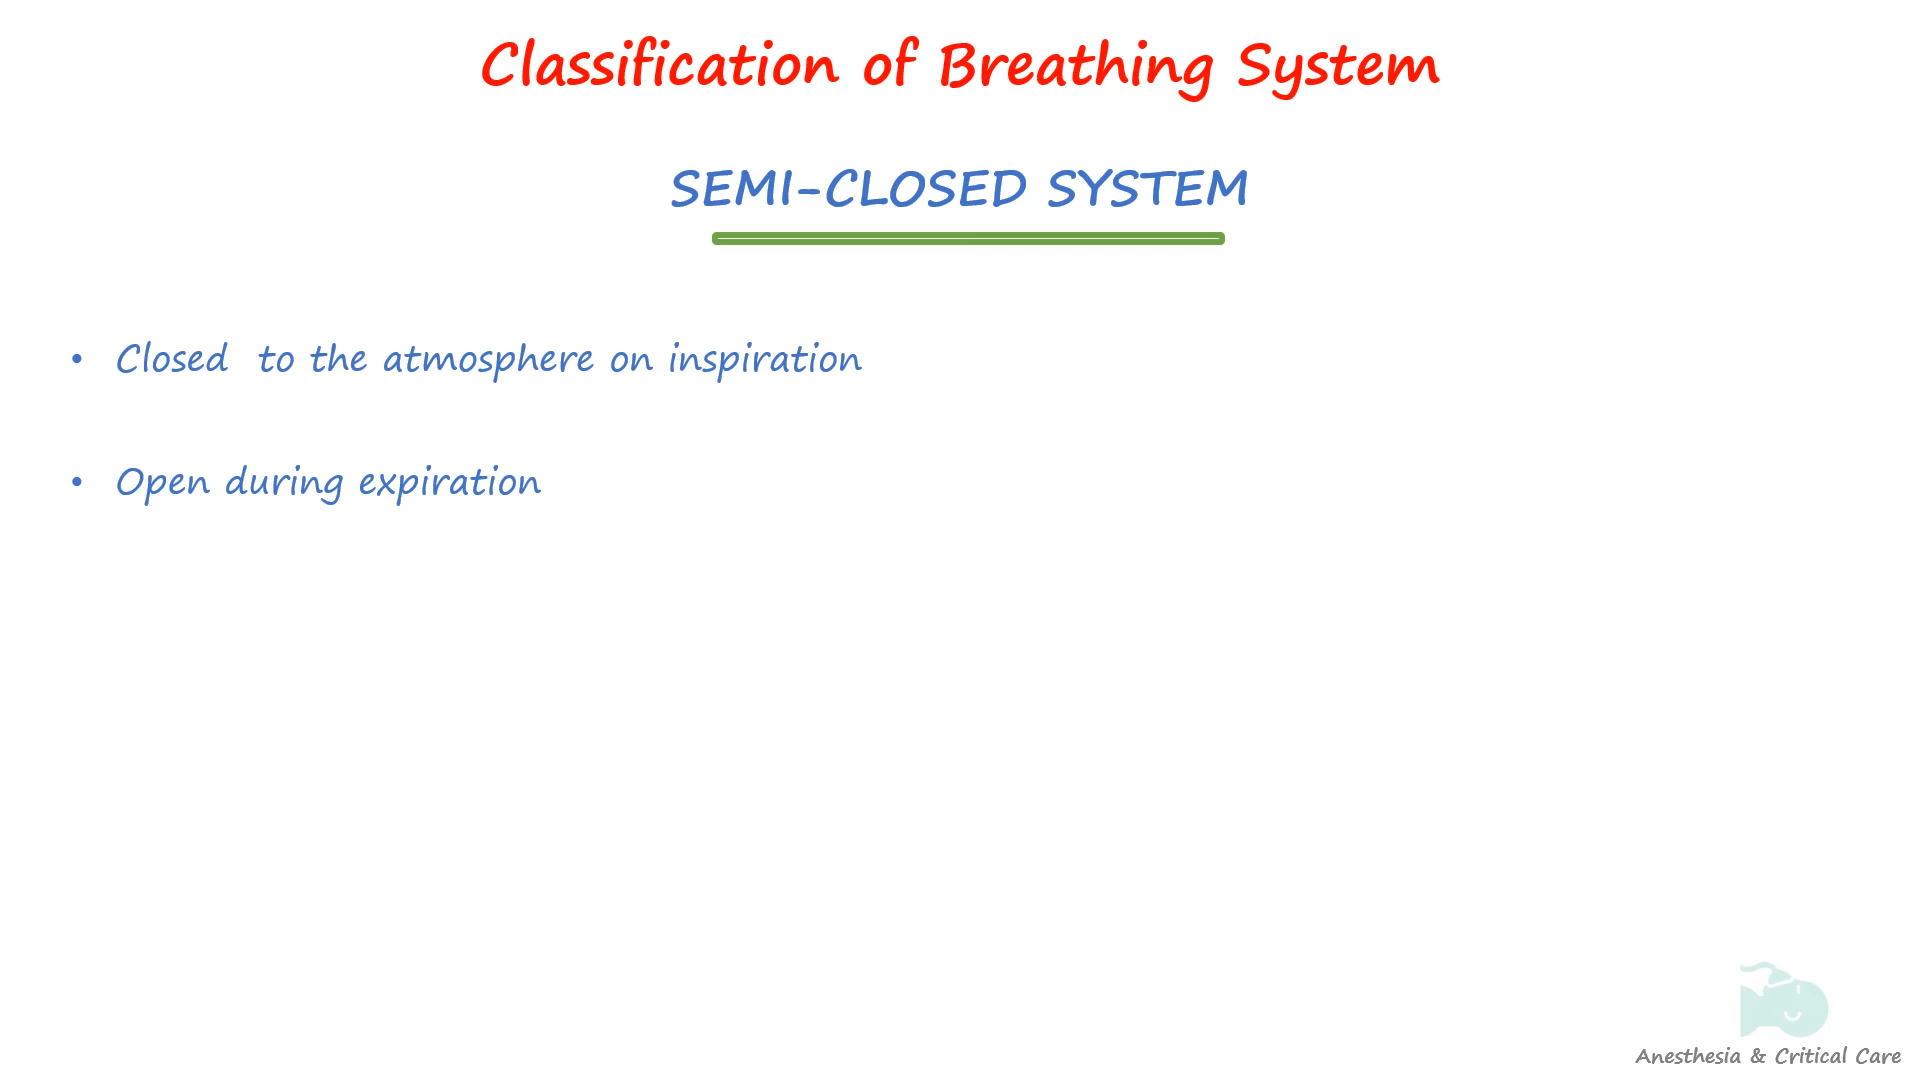 Classification of Breathing System
SEMI-CLOSED SYSTEM
• Closed  to the atmosphere on inspiration
• Open during expiration
Anesthesia & Critical Care